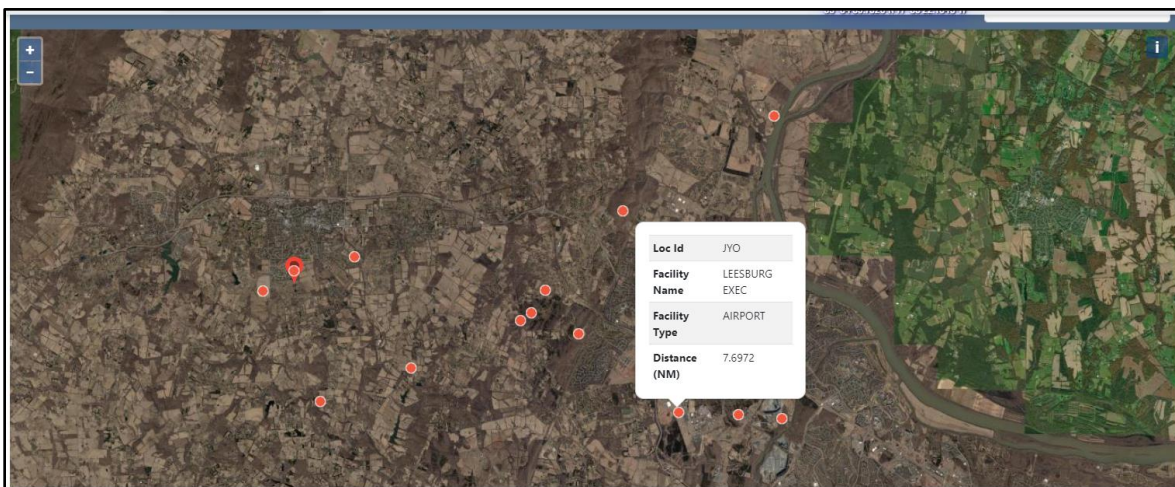 +
−
i
Loc Id JYO
Facility LEESBURG
Name EXEC
Facility AIRPORT
Type
Distance 7.6972
(NM)